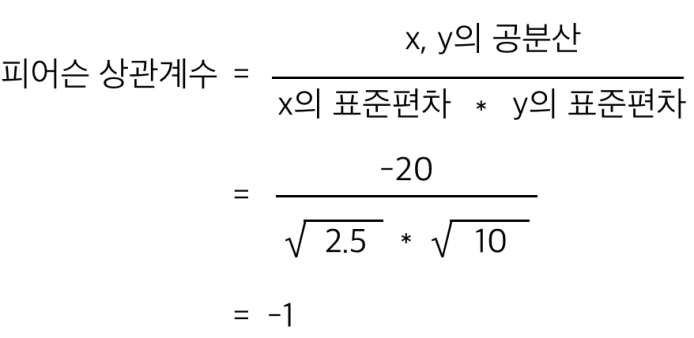 x, y의 공분산
피어슨 상관계수 =
x의 표준편차 * y의 표준편차
-20
=
√2.5 * √10
= -1